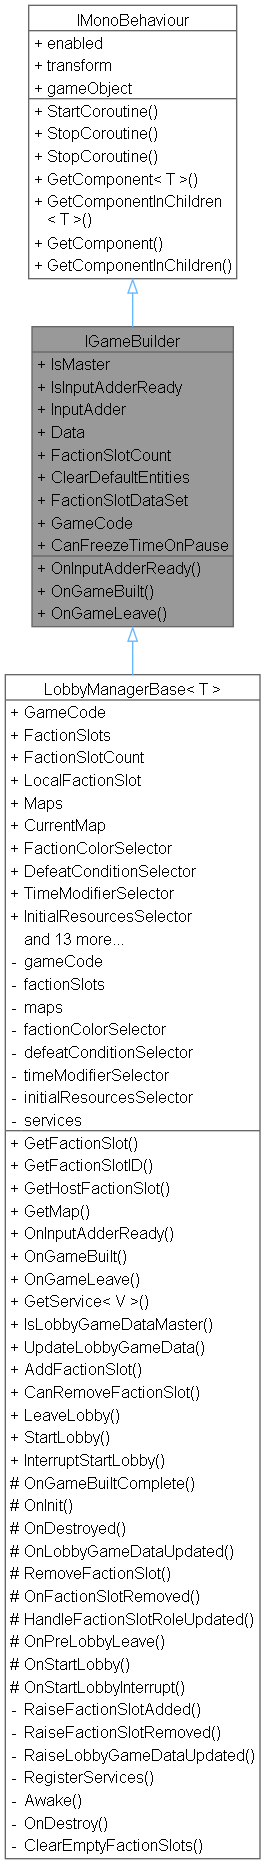 IMonoBehaviour
+ enabled
+ transform
+ gameObject
+ StartCoroutine()
+ StopCoroutine()
+ StopCoroutine()
+ GetComponent< T >()
+ GetComponentInChildren
< T >()
+ GetComponent()
+ GetComponentInChildren()
IGameBuilder
+ IsMaster
+ IsInputAdderReady
+ InputAdder
+ Data
+ FactionSlotCount
+ ClearDefaultEntities
+ FactionSlotDataSet
+ GameCode
+ CanFreezeTimeOnPause
+ OnInputAdderReady()
+ OnGameBuilt()
+ OnGameLeave()
LobbyManagerBase< T >
+ GameCode
+ FactionSlots
+ FactionSlotCount
+ LocalFactionSlot
+ Maps
+ CurrentMap
+ FactionColorSelector
+ DefeatConditionSelector
+ TimeModifierSelector
+ InitialResourcesSelector
and 13 more...
- gameCode
- factionSlots
- maps
- factionColorSelector
- defeatConditionSelector
- timeModifierSelector
- initialResourcesSelector
- services
+ GetFactionSlot()
+ GetFactionSlotID()
+ GetHostFactionSlot()
+ GetMap()
+ OnInputAdderReady()
+ OnGameBuilt()
+ OnGameLeave()
+ GetService< V >()
+ IsLobbyGameDataMaster()
+ UpdateLobbyGameData()
+ AddFactionSlot()
+ CanRemoveFactionSlot()
+ LeaveLobby()
+ StartLobby()
+ InterruptStartLobby()
# OnGameBuiltComplete()
# OnInit()
# OnDestroyed()
# OnLobbyGameDataUpdated()
# RemoveFactionSlot()
# OnFactionSlotRemoved()
# HandleFactionSlotRoleUpdated()
# OnPreLobbyLeave()
# OnStartLobby()
# OnStartLobbyInterrupt()
- RaiseFactionSlotAdded()
- RaiseFactionSlotRemoved()
- RaiseLobbyGameDataUpdated()
- RegisterServices()
- Awake()
- OnDestroy()
- ClearEmptyFactionSlots()